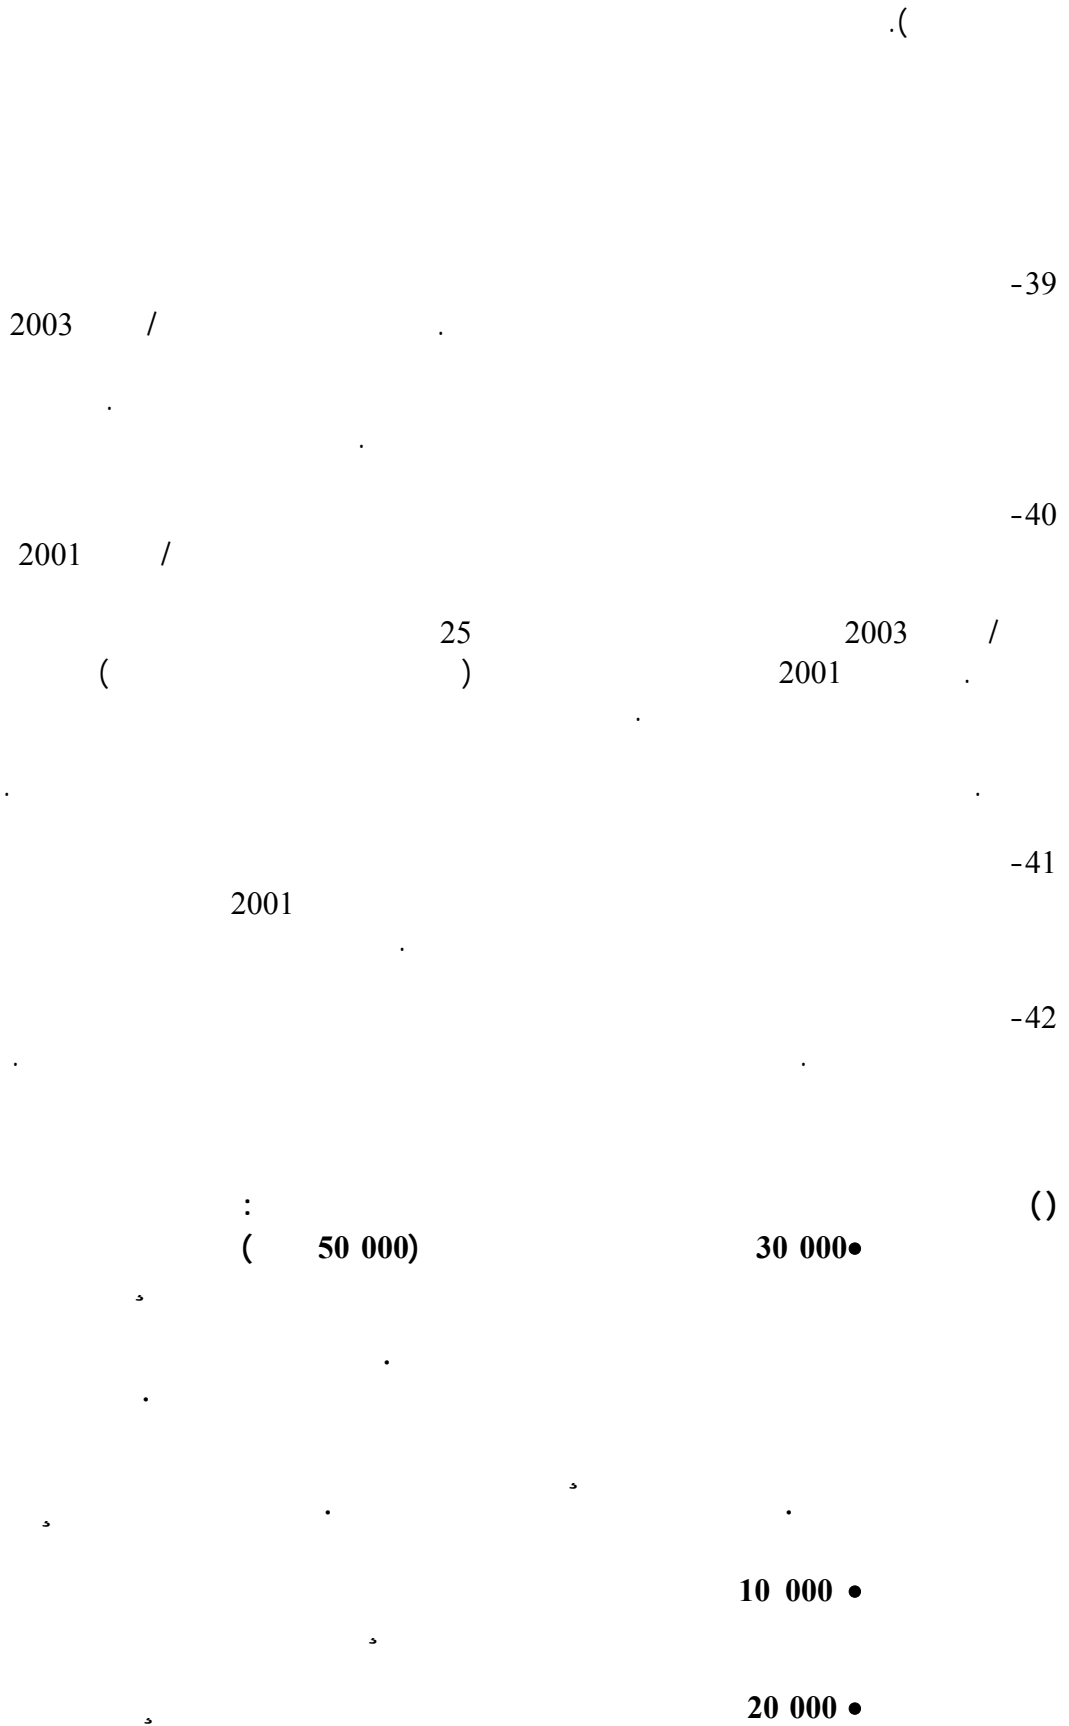 .(
-39
2003 / .
.
.
-40
2001 /
25 2003 /
( ) 2001 .
.
. .
-41
2001
.
-42
. .
: ()
( 50 000) 30 000•
.
.
. .
10 000 •
20 000 •